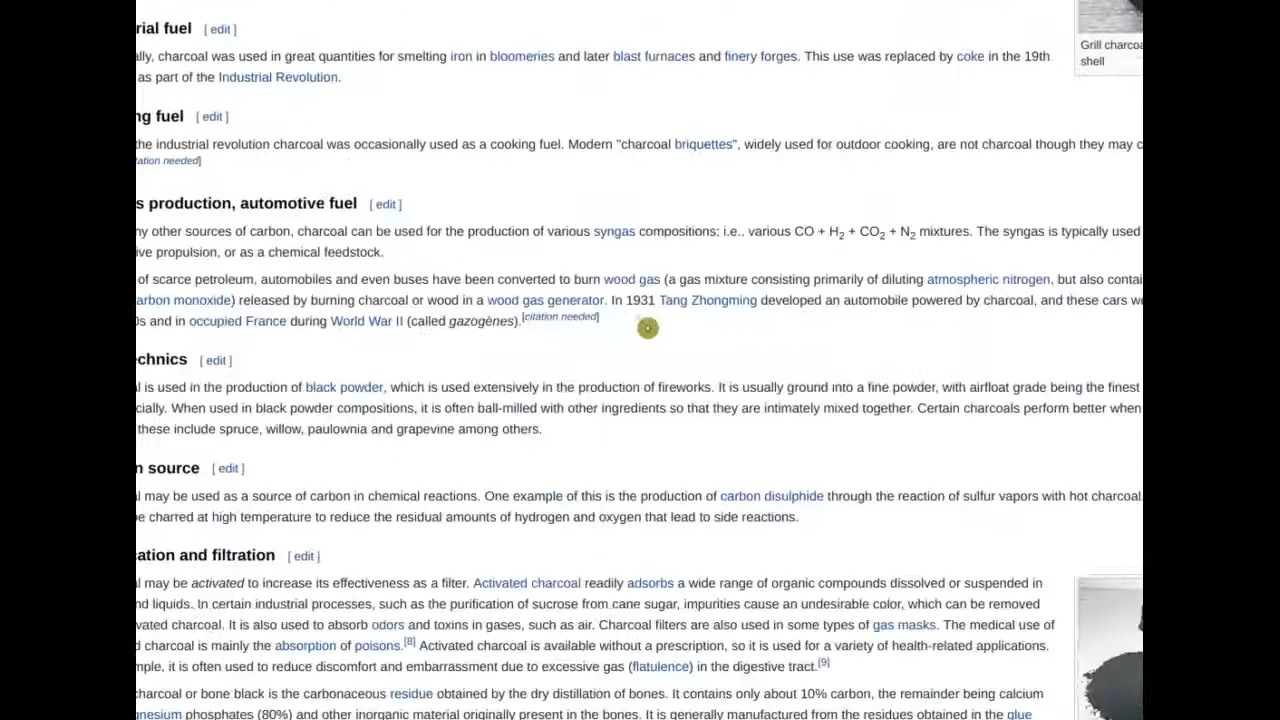 rial fuel [ edit ]
Grill charcoa
shell
ally, charcoal was used in great quantities for smelting iron in bloomeries and later blast furnaces and finery forges. This use was replaced by coke in the 19th
as part of the Industrial Revolution.
ng fuel [ edit ]
the industrial revolution charcoal was occasionally used as a cooking fuel. Modern "charcoal briquettes", widely used for outdoor cooking, are not charcoal though they may c
tation needed]
s production, automotive fuel [ edit ]
ny other sources of carbon, charcoal can be used for the production of various syngas compositions; i.e., various CO + H2 + CO2 + N2 mixtures. The syngas is typically used
ive propulsion, or as a chemical feedstock.
of scarce petroleum, automobiles and even buses have been converted to burn wood gas (a gas mixture consisting primarily of diluting atmospheric nitrogen, but also contai
arbon monoxide) released by burning charcoal or wood in a wood gas generator. In 1931 Tang Zhongming developed an automobile powered by charcoal, and these cars we
0s and in occupied France during World War II (called gazogènes).[citation needed]
echnics [ edit ]
l is used in the production of black powder, which is used extensively in the production of fireworks. It is usually ground into a fine powder, with airfloat grade being the finest
cially. When used in black powder compositions, it is often ball-milled with other ingredients so that they are intimately mixed together. Certain charcoals perform better when
these include spruce, willow, paulownia and grapevine among others.
n source [ edit ]
l may be used as a source of carbon in chemical reactions. One example of this is the production of carbon disulphide through the reaction of sulfur vapors with hot charcoal.
be charred at high temperature to reduce the residual amounts of hydrogen and oxygen that lead to side reactions.
cation and filtration [ edit ]
l may be activated to increase its effectiveness as a filter. Activated charcoal readily adsorbs a wide range of organic compounds dissolved or suspended in
nd liquids. In certain industrial processes, such as the purification of sucrose from cane sugar, impurities cause an undesirable color, which can be removed
vated charcoal. It is also used to absorb odors and toxins in gases, such as air. Charcoal filters are also used in some types of gas masks. The medical use of
d charcoal is mainly the absorption of poisons.[8] Activated charcoal is available without a prescription, so it is used for a variety of health-related applications.
mple, it is often used to reduce discomfort and embarrassment due to excessive gas (flatulence) in the digestive tract.[9]
charcoal or bone black is the carbonaceous residue obtained by the dry distillation of bones. It contains only about 10% carbon, the remainder being calcium
gnesium phosphates (80%) and other inorganic material originally present in the bones. It is generally manufactured from the residues obtained in the glue